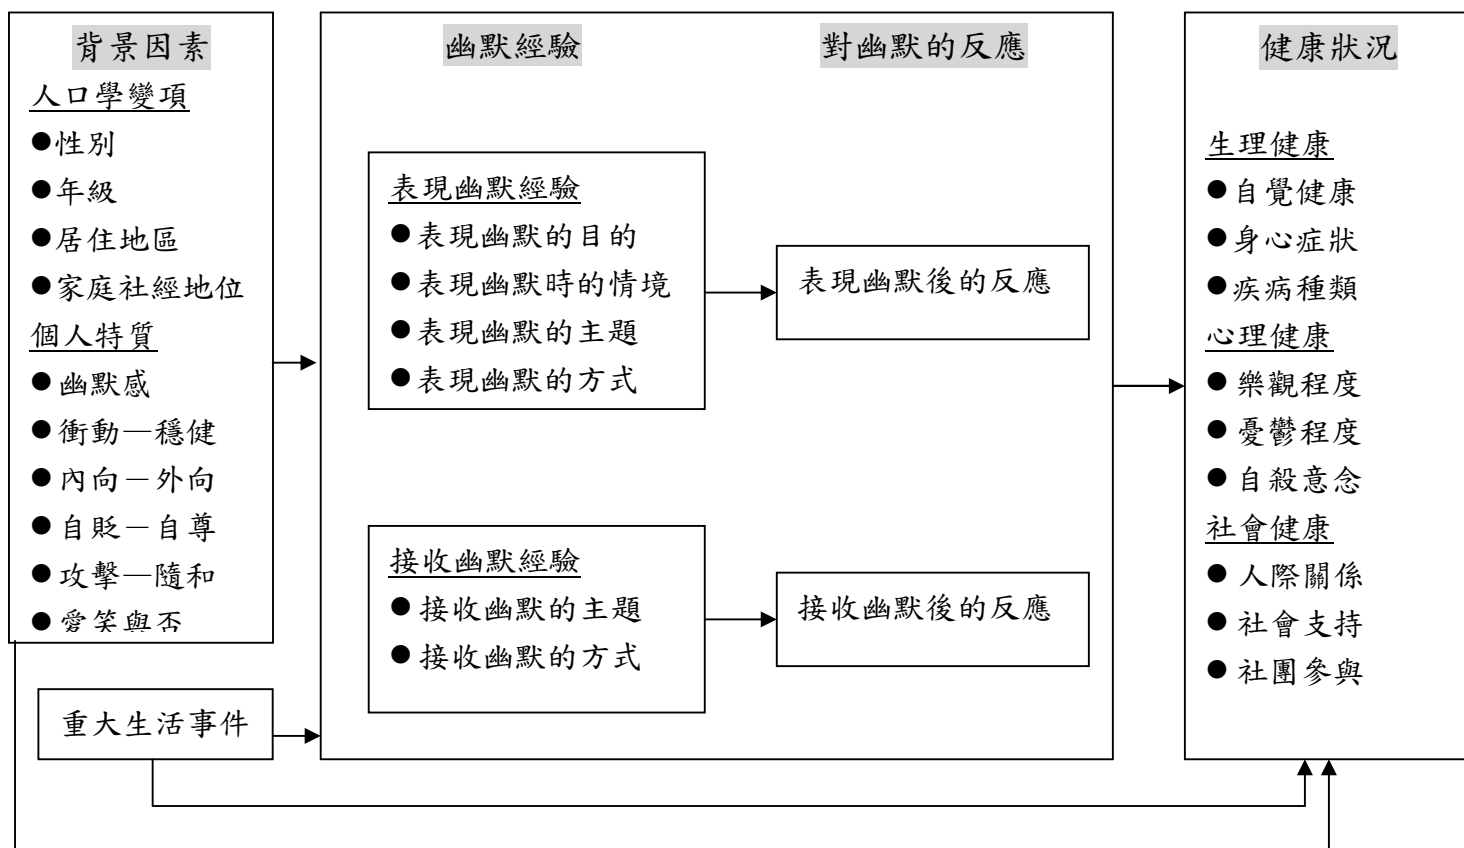 背景因素
人口學變項
●性別
●年級
●居住地區
●家庭社經地位
個人特質
●幽默感
●衝動—穩健
●內向－外向
●自貶－自尊
●攻擊—隨和
●愛笑與否
重大生活事件
幽默經驗
對幽默的反應
表現幽默經驗
●表現幽默的目的
●表現幽默時的情境
●表現幽默的主題
●表現幽默的方式
表現幽默後的反應
接收幽默經驗
●接收幽默的主題
●接收幽默的方式
接收幽默後的反應
健康狀況
生理健康
●自覺健康
●身心症狀
●疾病種類
心理健康
●樂觀程度
●憂鬱程度
●自殺意念
社會健康
●人際關係
●社會支持
●社團參與